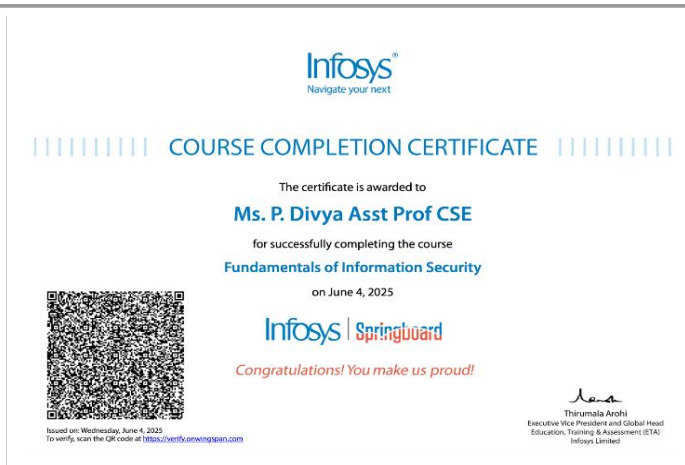 Infosys®
Navigate your next
COURSE COMPLETION CERTIFICATE
The certificate is awarded to
Ms. P. Divya Asst Prof CSE
for successfully completing the course
Fundamentals of Information Security
on June 4, 2025
Infosys | Springboard
Congratulations! You make us proud!
Issued on: Wednesday, June 4, 2025
To verify, scan the QR code at https://verify.onwingspan.com
Thirumala Arohi
Executive Vice President and Global Head
Education, Training & Assessment (ETA)
Infosys Limited